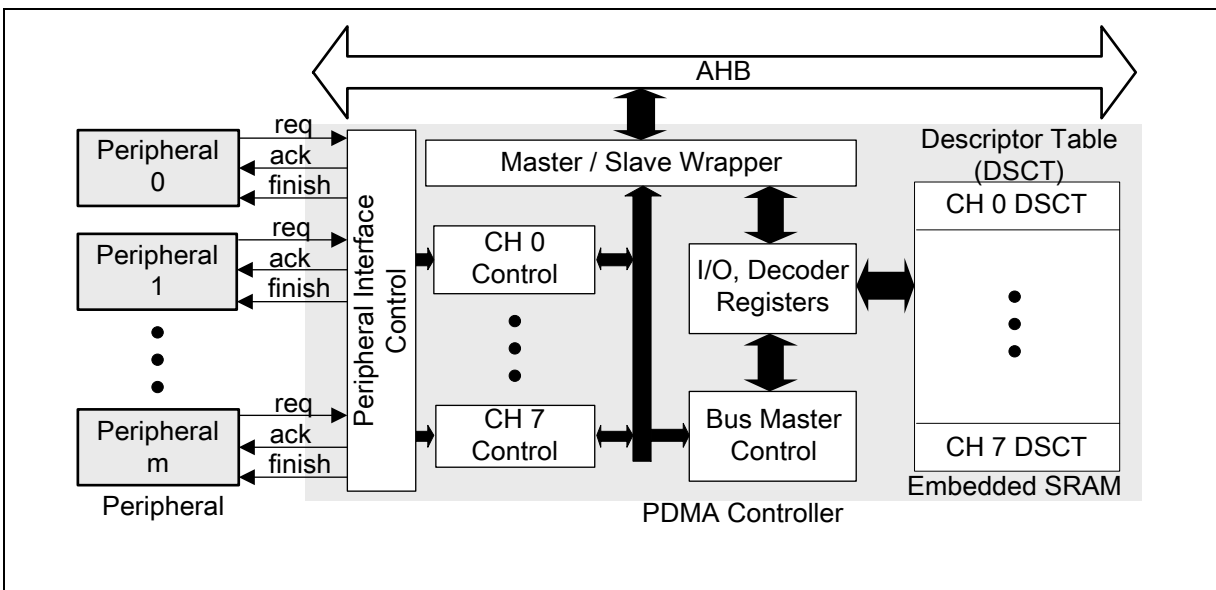 AHB
req
ack
finish
Peripheral
0
req
ack
finish
Peripheral
1
req
ack
finish
Peripheral
m
Peripheral
Peripheral Interface
Control
Master / Slave Wrapper
CH 0
Control
CH 7
Control
I/O, Decoder
Registers
Bus Master
Control
Descriptor Table
(DSCT)
CH 0 DSCT
CH 7 DSCT
Embedded SRAM
PDMA Controller